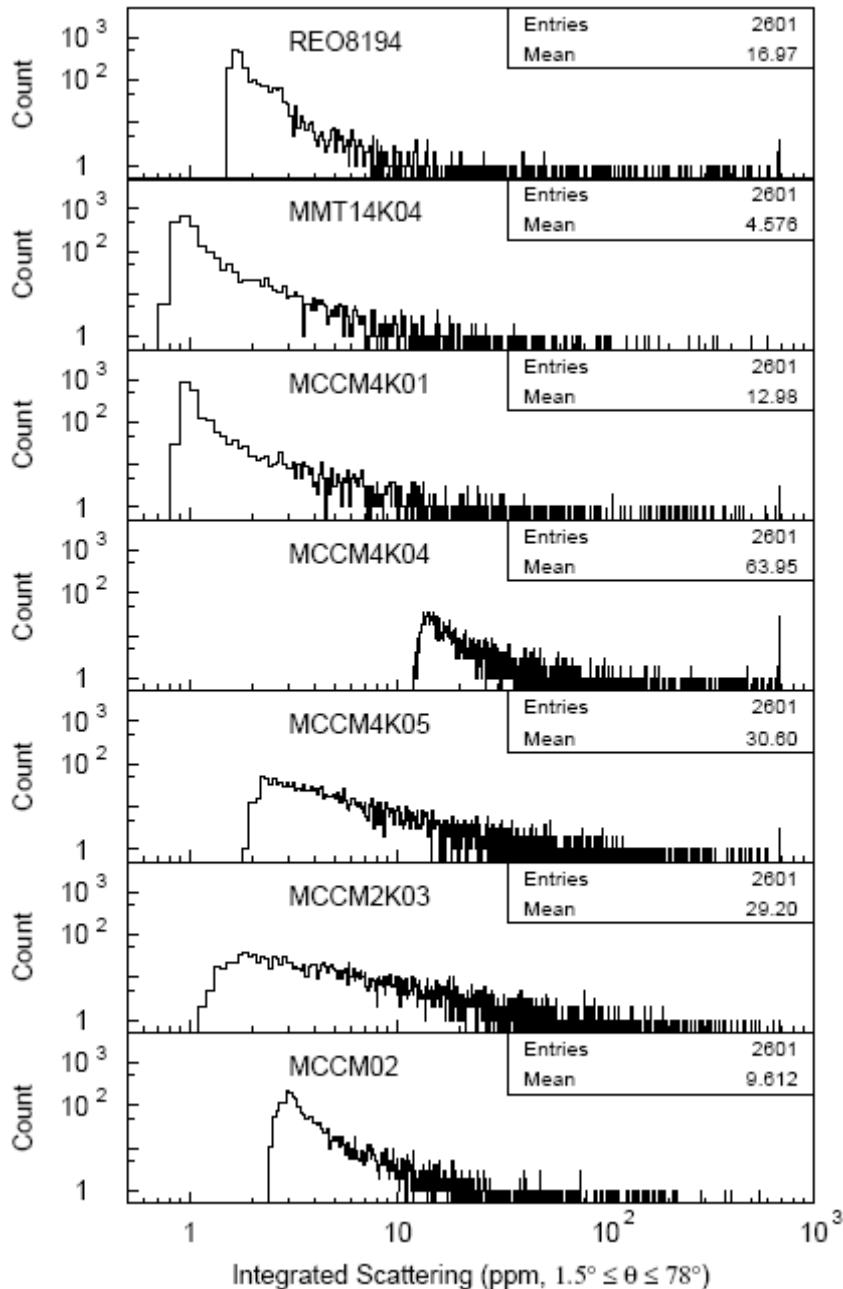 Count
10³
10²
1
REO8194
Entries 2601
Mean 16.97
Count
10³
10²
1
MMT14K04
Entries 2601
Mean 4.576
Count
10³
10²
1
MCCM4K01
Entries 2601
Mean 12.98
Count
10³
10²
1
MCCM4K04
Entries 2601
Mean 63.95
Count
10³
10²
1
MCCM4K05
Entries 2601
Mean 30.60
Count
10³
10²
1
MCCM2K03
Entries 2601
Mean 29.20
Count
10³
10²
1
MCCM02
Entries 2601
Mean 9.612
1 10 10² 10³
Integrated Scattering (ppm, 1.5° ≤ θ ≤ 78°)